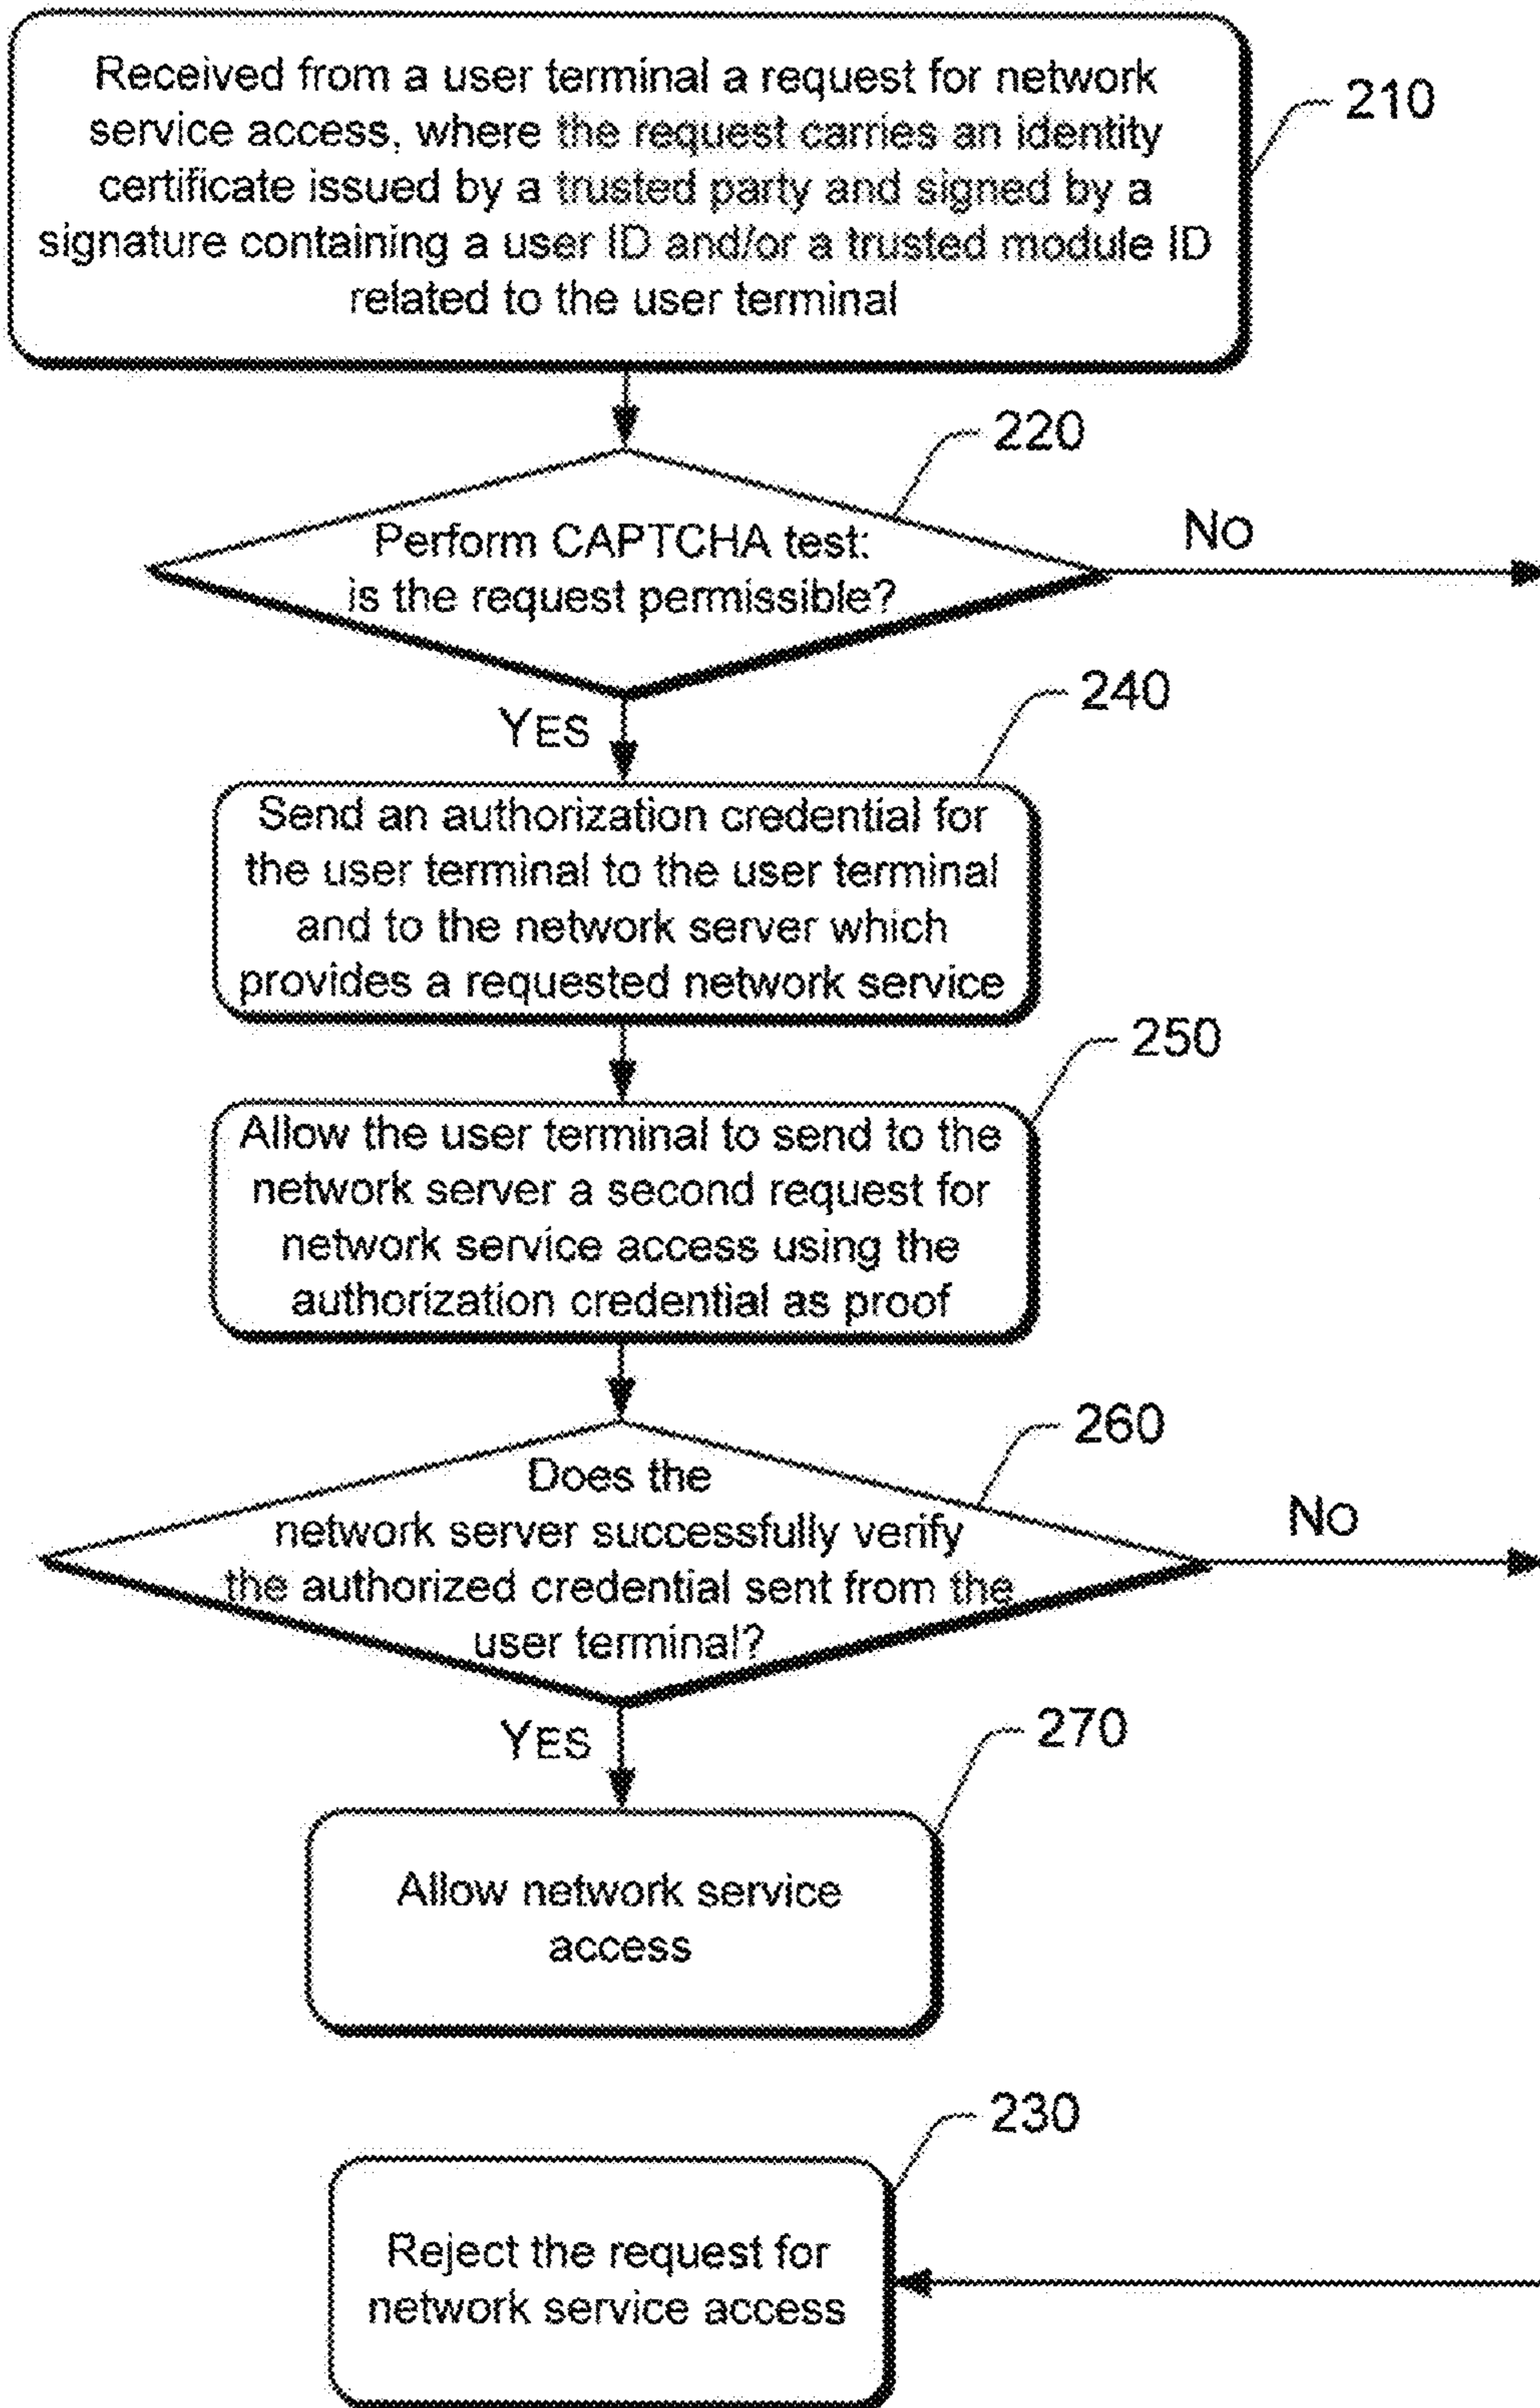 Received from a user terminal a request for network
service access, where the request carries an identity
certificate issued by a trusted party and signed by a
signature containing a user ID and/or a trusted module ID
related to the user terminal
210
220
Perform CAPTCHA test:
is the request permissible?
NO
YES
240
Send an authorization credential for
the user terminal to the user terminal
and to the network server which
provides a requested network service
250
Allow the user terminal to send to the
network server a second request for
network service access using the
authorization credential as proof
260
Does the
network server successfully verify
the authorized credential sent from the
user terminal?
NO
YES
270
Allow network service
access
230
Reject the request for
network service access